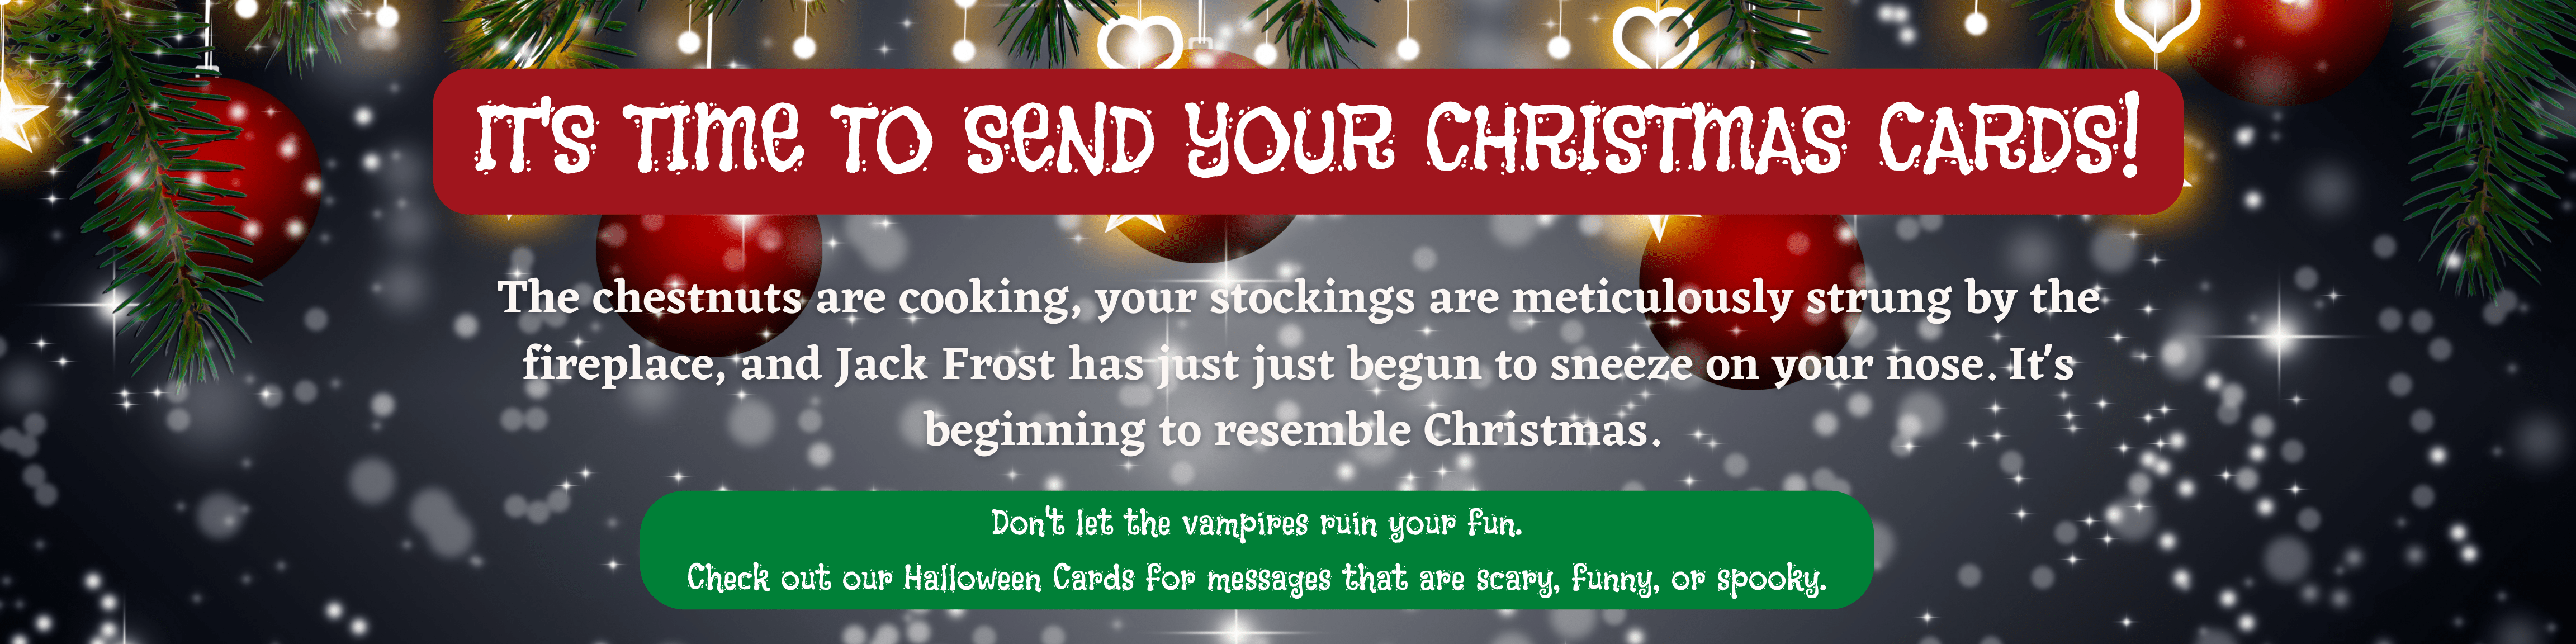 IT'S TIME TO SEND YOUR CHRISTMAS CARDS!
The chestnuts are cooking, your stockings are meticulously strung by the
fireplace, and Jack Frost has just just begun to sneeze on your nose. It's
beginning to resemble Christmas.
Don't let the vampires ruin your fun.
Check out our Halloween Cards for messages that are scary, funny, or spooky.